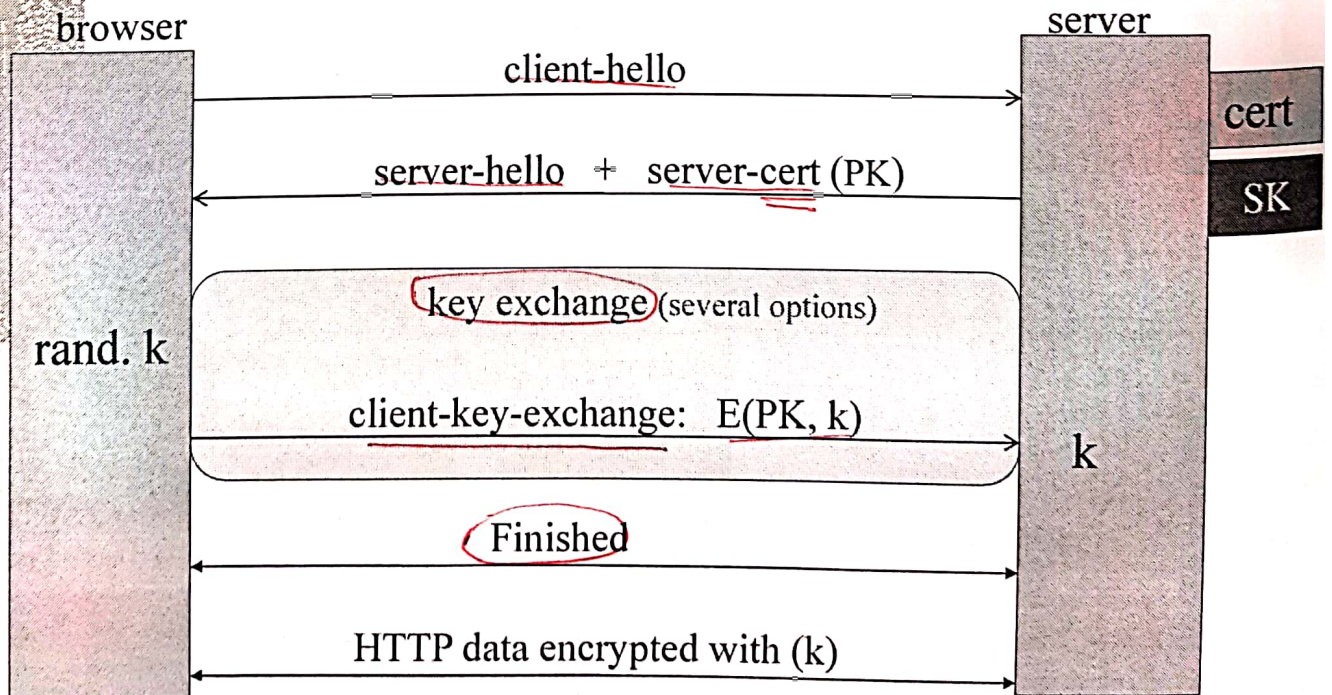 browser
server
client-hello
cert
server-hello + server-cert (PK)
SK
key exchange (several options)
rand. k
client-key-exchange: E(PK, k)
k
Finished
HTTP data encrypted with (k)